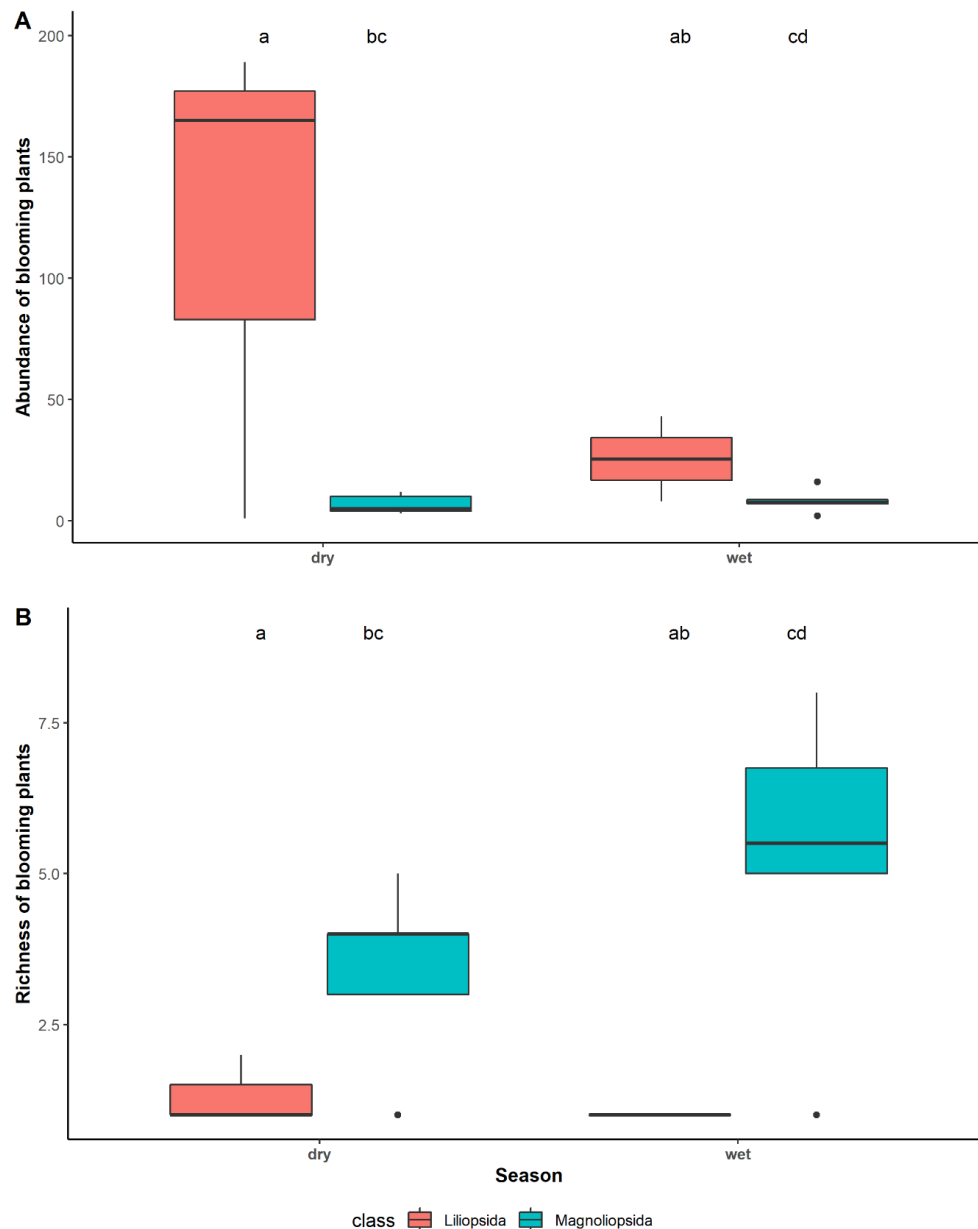 A
a bc ab cd
200
150
100
50
0
Abundance of blooming plants
dry wet
B
a bc ab cd
7.5
5.0
2.5
Richness of blooming plants
dry wet
Season
class Liliopsida Magnoliopsida